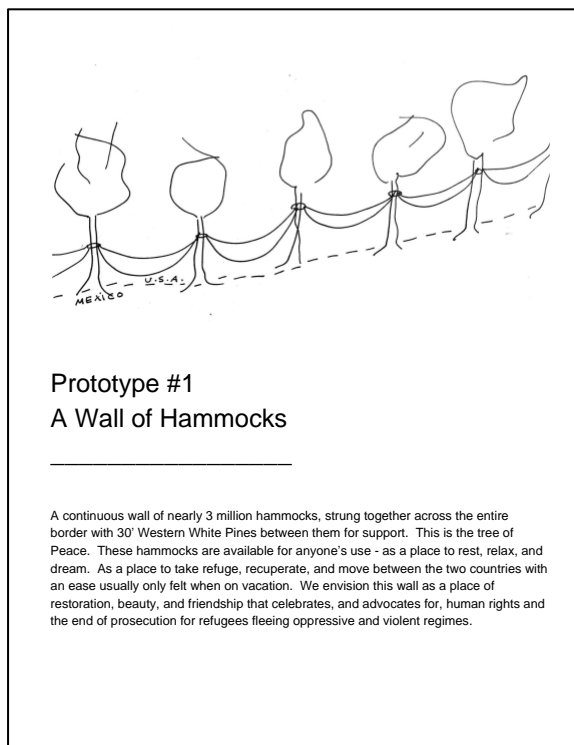 U.S.A.
MEXICO
Prototype #1
A Wall of Hammocks
A continuous wall of nearly 3 million hammocks, strung together across the entire
border with 30' Western White Pines between them for support. This is the tree of
Peace. These hammocks are available for anyone's use - as a place to rest, relax, and
dream. As a place to take refuge, recuperate, and move between the two countries with
an ease usually only felt when on vacation. We envision this wall as a place of
restoration, beauty, and friendship that celebrates, and advocates for, human rights and
the end of prosecution for refugees fleeing oppressive and violent regimes.